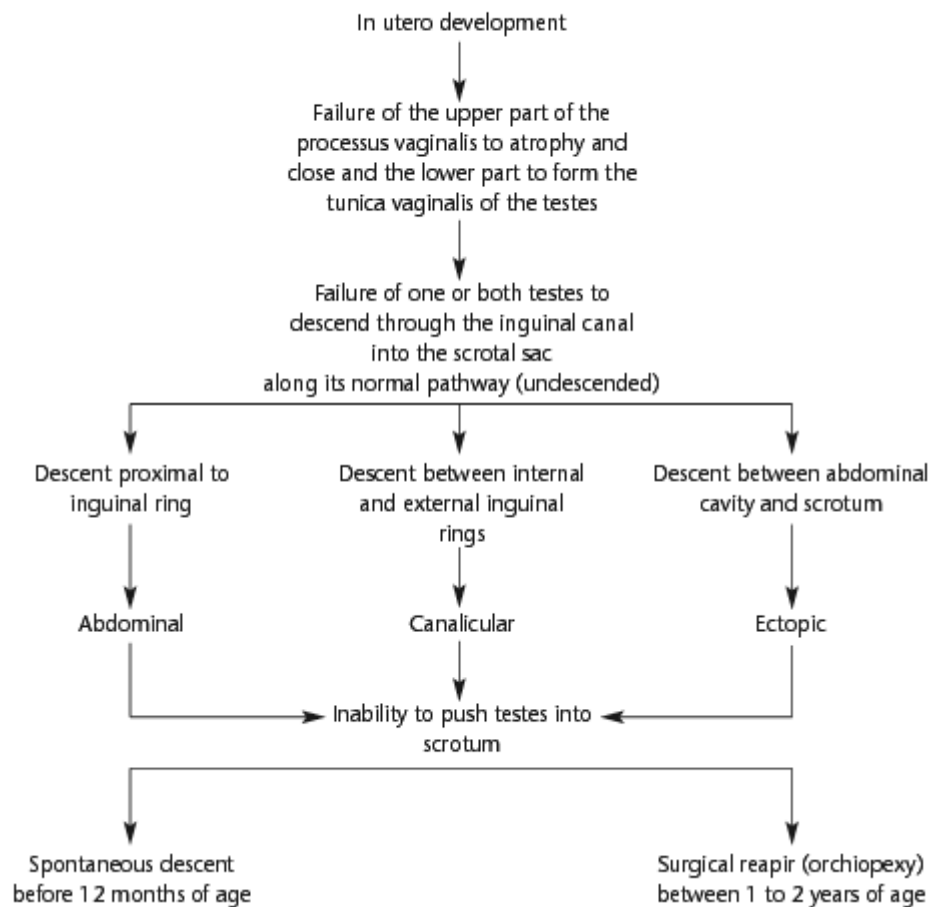 In utero development
Failure of the upper part of the
processus vaginalis to atrophy and
close and the lower part to form the
tunica vaginalis of the testes
Failure of one or both testes to
descend through the inguinal canal
into the scrotal sac
along its normal pathway (undescended)
Descent proximal to
inguinal ring
Descent between internal
and external inguinal
rings
Descent between abdominal
cavity and scrotum
Abdominal
Canalicular
Ectopic
Inability to push testes into
scrotum
Spontaneous descent
before 12 months of age
Surgical reapir (orchiopexy)
between 1 to 2 years of age